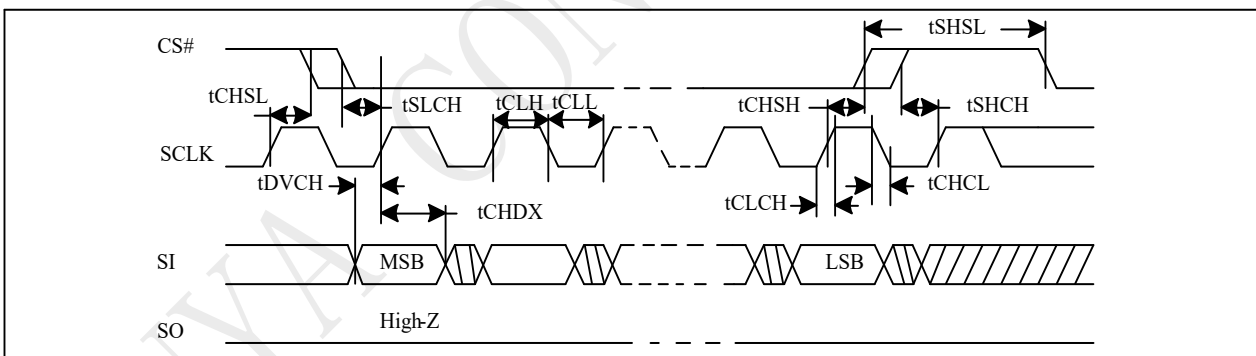 CS#
tSHSL
tCHSL
tSLCH
tCLH
tCLL
tCHSH
tSHCH
SCLK
tDVCH
tCHDX
tCLCH
tCHCL
SI
MSB
LSB
SO
High-Z